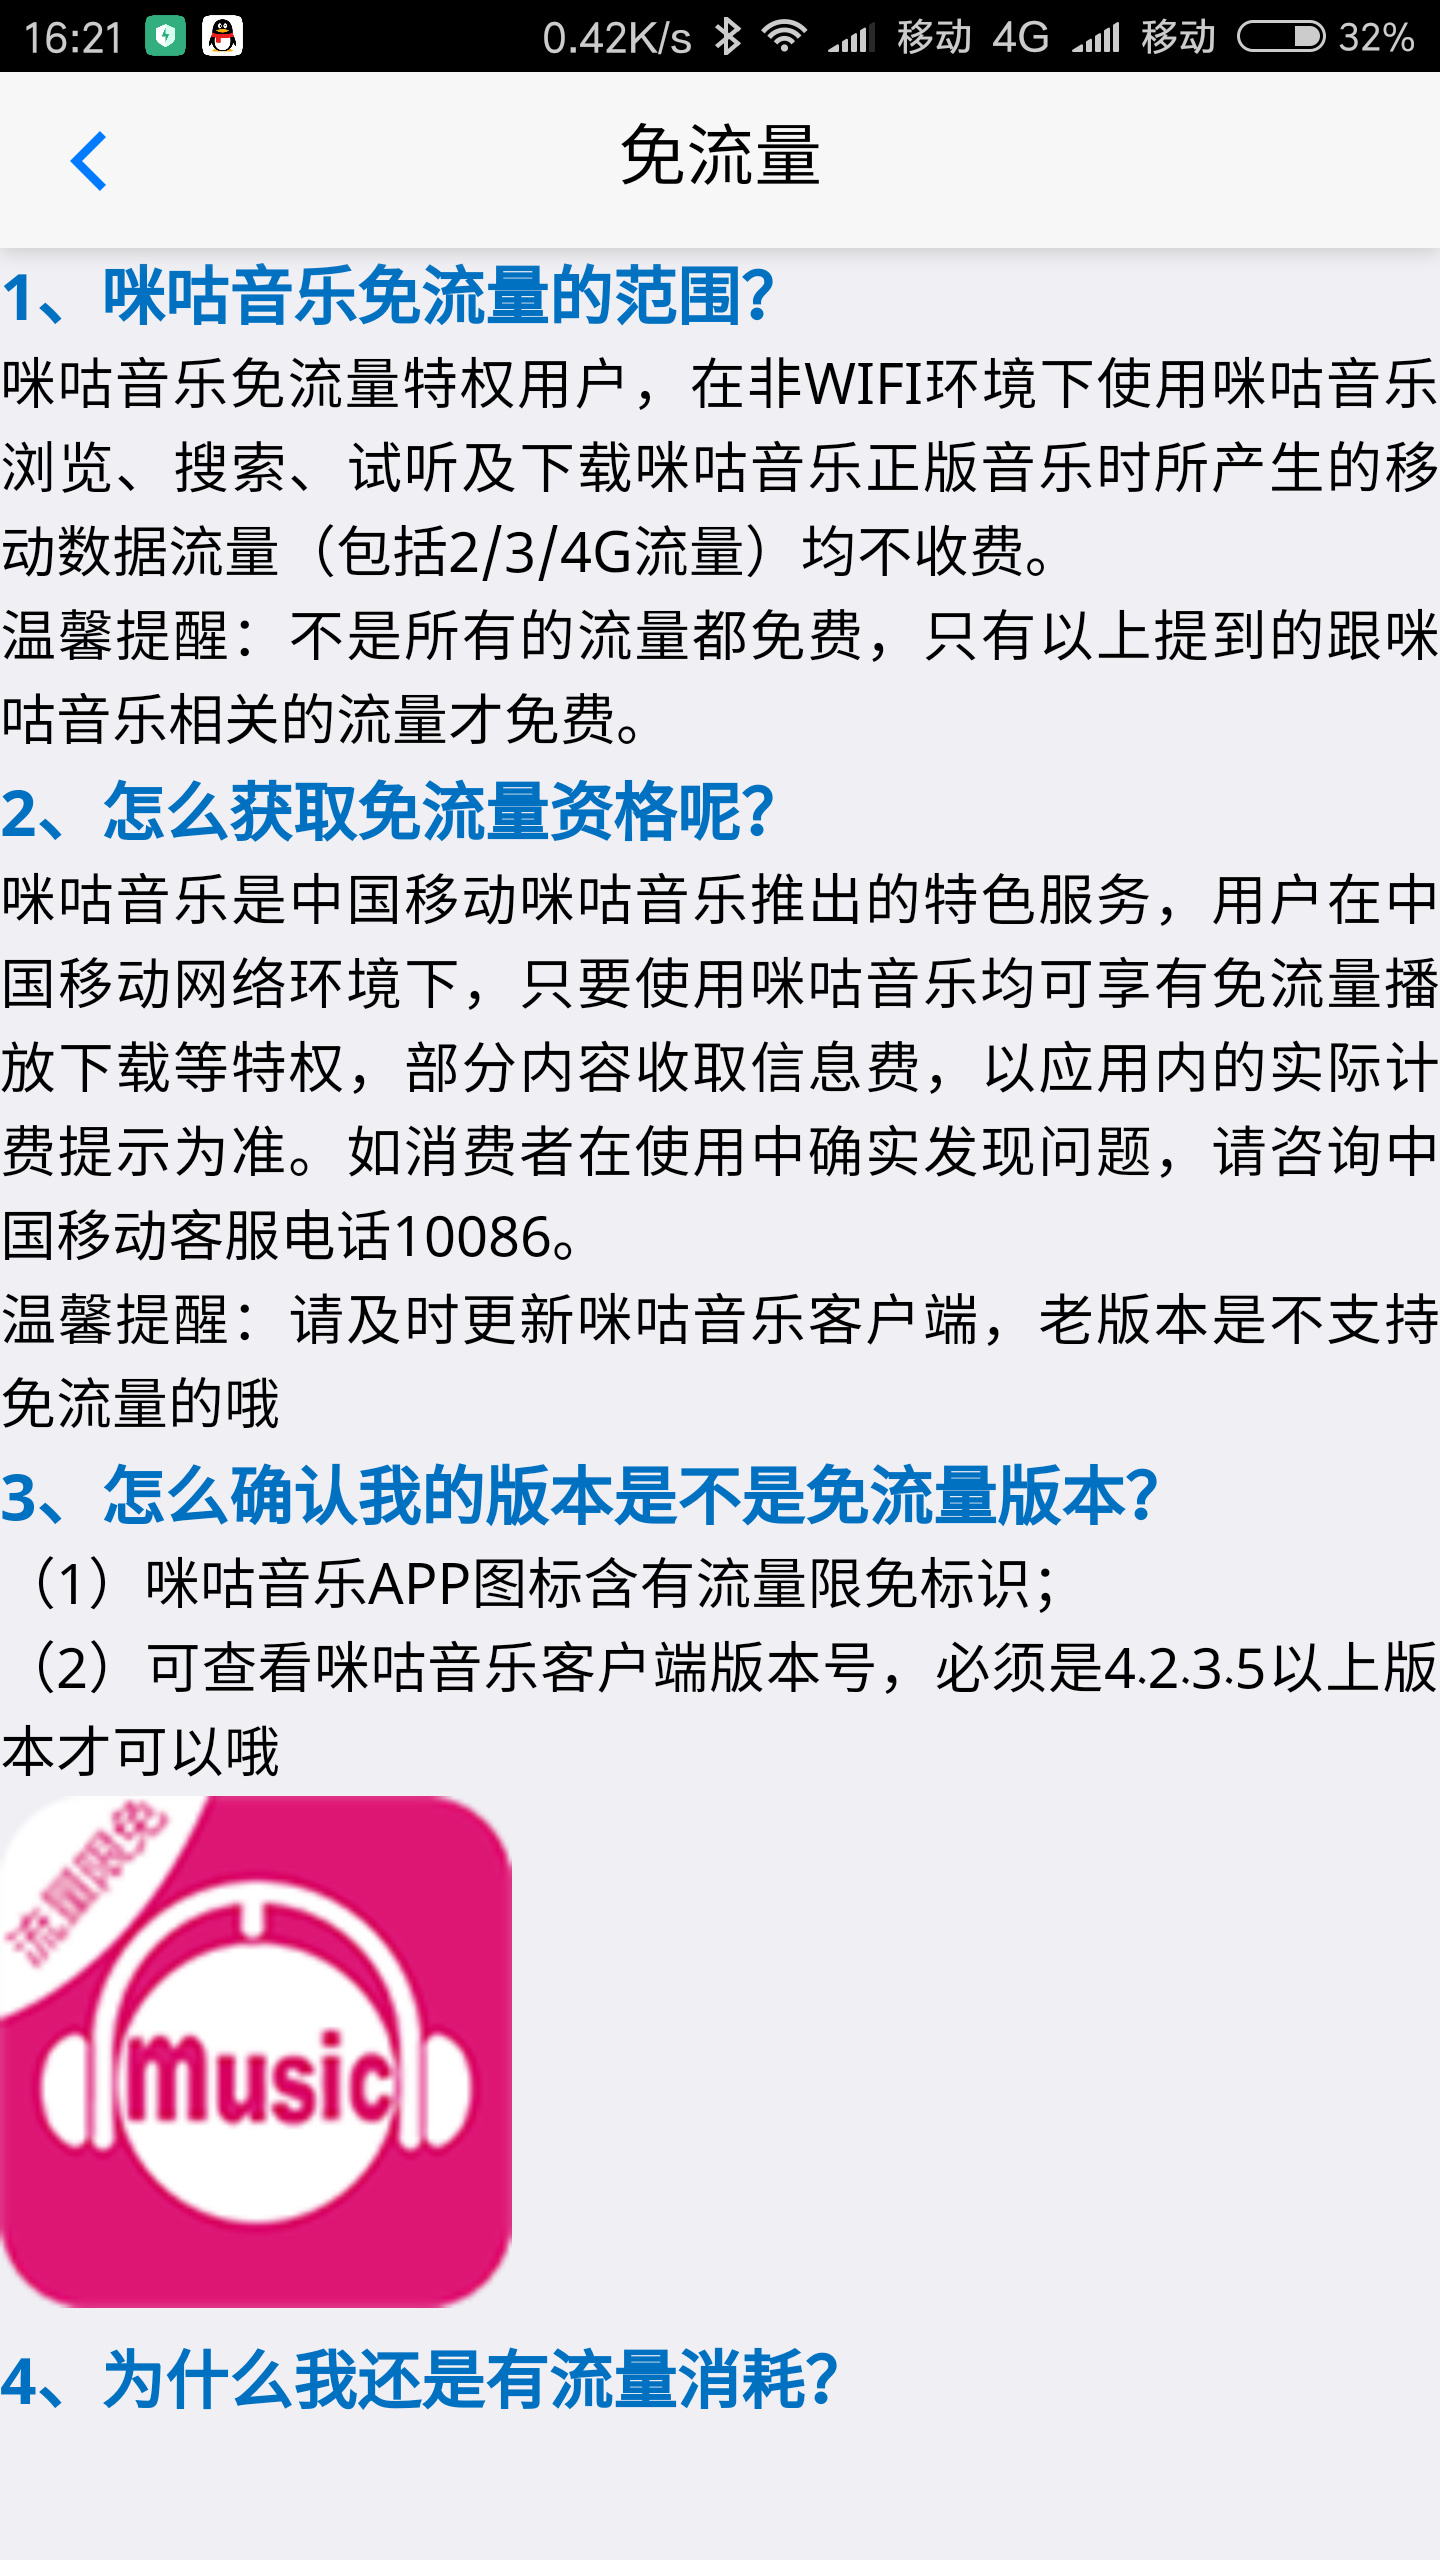 16:21
0.42K/s
移动 4G
移动
32%
免流量
1、咪咕音乐免流量的范围？
咪咕音乐免流量特权用户，在非WIFI环境下使用咪咕音乐
浏览、搜索、试听及下载咪咕音乐正版音乐时所产生的移
动数据流量（包括2/3/4G流量）均不收费。
温馨提醒：不是所有的流量都免费，只有以上提到的跟咪
咕音乐相关的流量才免费。
2、怎么获取免流量资格呢？
咪咕音乐是中国移动咪咕音乐推出的特色服务，用户在中
国移动网络环境下，只要使用咪咕音乐均可享有免流量播
放下载等特权，部分内容收取信息费，以应用内的实际计
费提示为准。如消费者在使用中确实发现问题，请咨询中
国移动客服电话10086。
温馨提醒：请及时更新咪咕音乐客户端，老版本是不支持
免流量的哦
3、怎么确认我的版本是不是免流量版本？
（1）咪咕音乐APP图标含有流量限免标识；
（2）可查看咪咕音乐客户端版本号，必须是4.2.3.5以上版
本才可以哦
流量限免
music
4、为什么我还是有流量消耗？